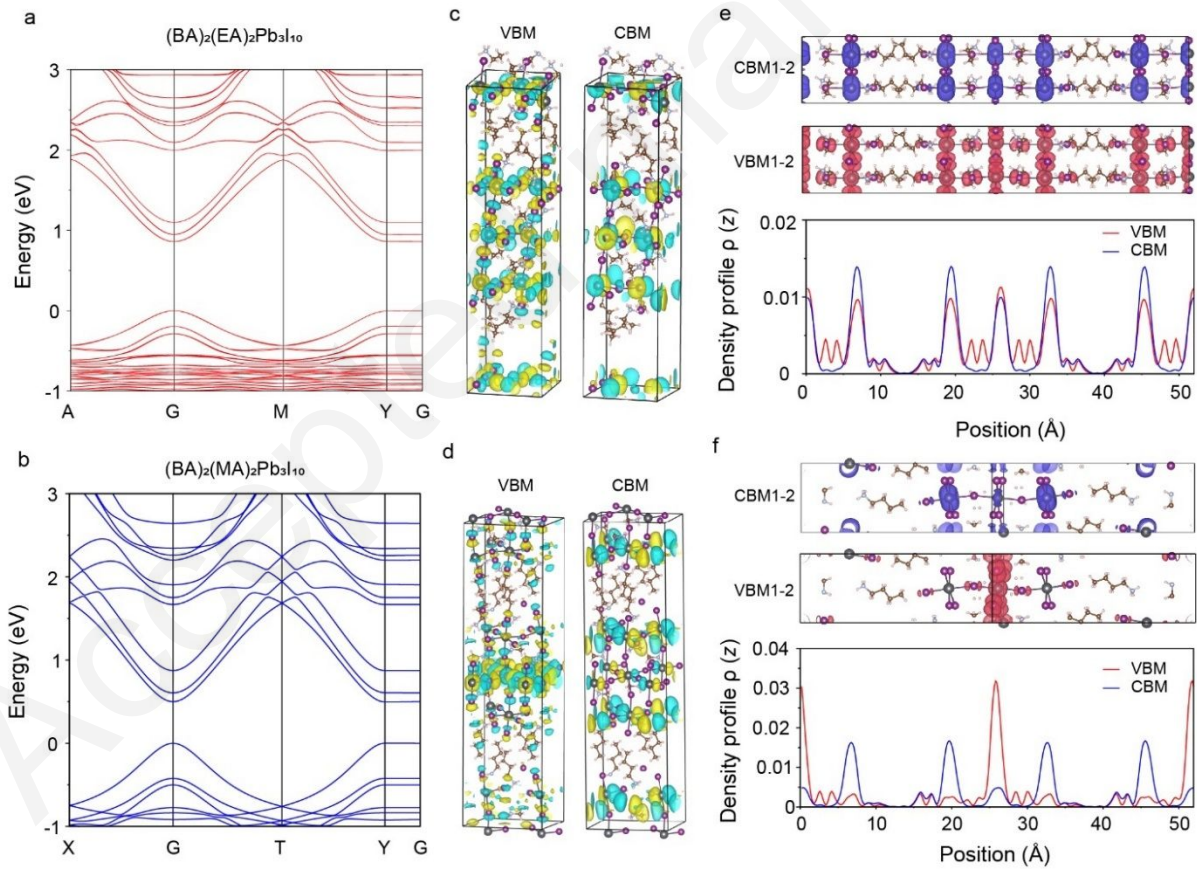 a
(BA)₂(EA)₂Pb₃I₁₀
Energy (eV)
3
2
1
0
-1
A G M Y G
b
(BA)₂(MA)₂Pb₃I₁₀
Energy (eV)
3
2
1
0
-1
X G T Y G
c
VBM CBM
d
VBM CBM
e
CBM1-2
VBM1-2
Density profile ρ (z)
0.02
0.01
0
VBM
CBM
0 10 20 30 40 50
Position (Å)
f
CBM1-2
VBM1-2
Density profile ρ (z)
0.04
0.03
0.02
0.01
0
VBM
CBM
0 10 20 30 40 50
Position (Å)